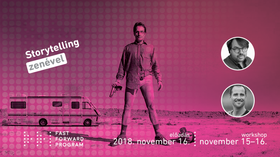 Storytelling
zenével
FAST
FORWARD
PROGRAM
előadás
2018. november 16.
workshop
november 15–16.